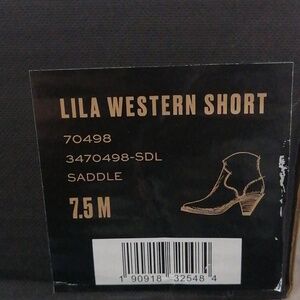 LILA WESTERN SHORT
70498
3470498-SDL
SADDLE
7.5 M
1 90918 32548 4